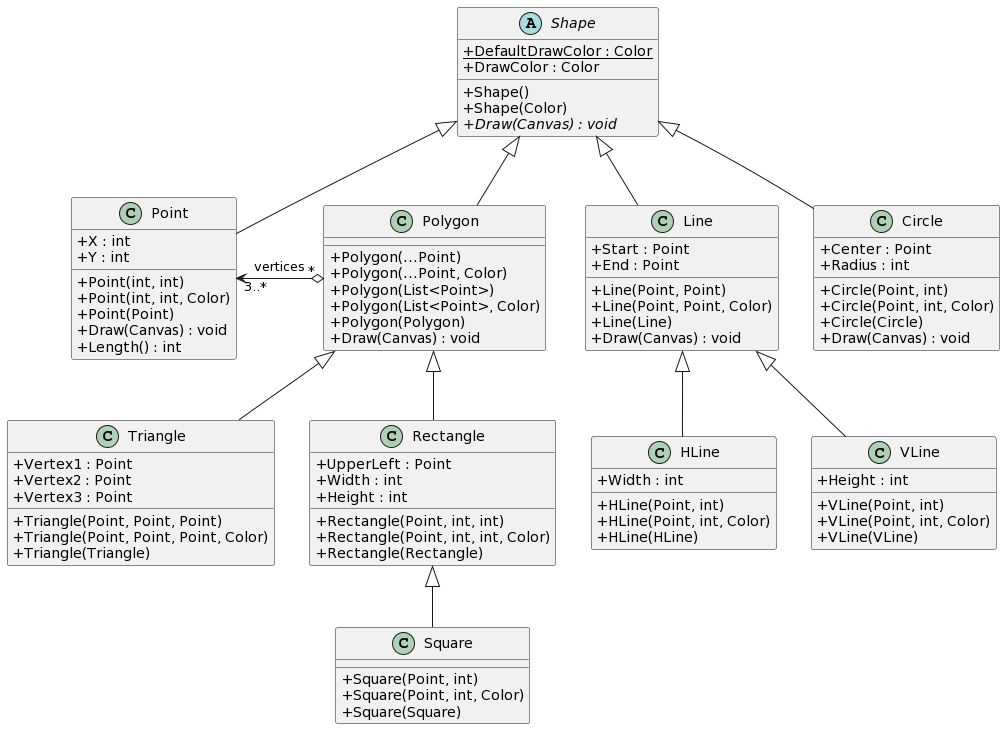 A Shape
+DefaultDrawColor : Color
+DrawColor : Color
+Shape()
+Shape(Color)
+Draw(Canvas) : void
C Point
+X : int
+Y : int
+Point(int, int)
+Point(int, int, Color)
+Point(Point)
+Draw(Canvas) : void
+Length() : int
vertices
*
3..*
C Polygon
+Polygon(...Point)
+Polygon(...Point, Color)
+Polygon(List<Point>)
+Polygon(List<Point>, Color)
+Polygon(Polygon)
+Draw(Canvas) : void
C Line
+Start : Point
+End : Point
+Line(Point, Point)
+Line(Point, Point, Color)
+Line(Line)
+Draw(Canvas) : void
C Circle
+Center : Point
+Radius : int
+Circle(Point, int)
+Circle(Point, int, Color)
+Circle(Circle)
+Draw(Canvas) : void
C Triangle
+Vertex1 : Point
+Vertex2 : Point
+Vertex3 : Point
+Triangle(Point, Point, Point)
+Triangle(Point, Point, Point, Color)
+Triangle(Triangle)
C Rectangle
+UpperLeft : Point
+Width : int
+Height : int
+Rectangle(Point, int, int)
+Rectangle(Point, int, int, Color)
+Rectangle(Rectangle)
C HLine
+Width : int
+HLine(Point, int)
+HLine(Point, int, Color)
+HLine(HLine)
C VLine
+Height : int
+VLine(Point, int)
+VLine(Point, int, Color)
+VLine(VLine)
C Square
+Square(Point, int)
+Square(Point, int, Color)
+Square(Square)